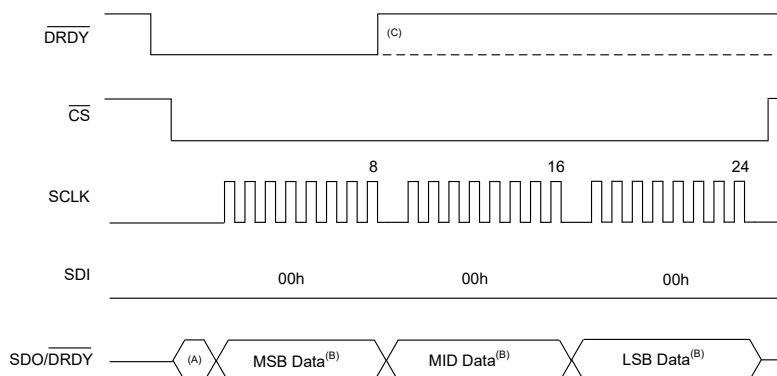 DRDY
(C)
CS
8 16 24
SCLK
SDI 00h 00h 00h
SDO/DRDY (A) MSB Data(B) MID Data(B) LSB Data(B)